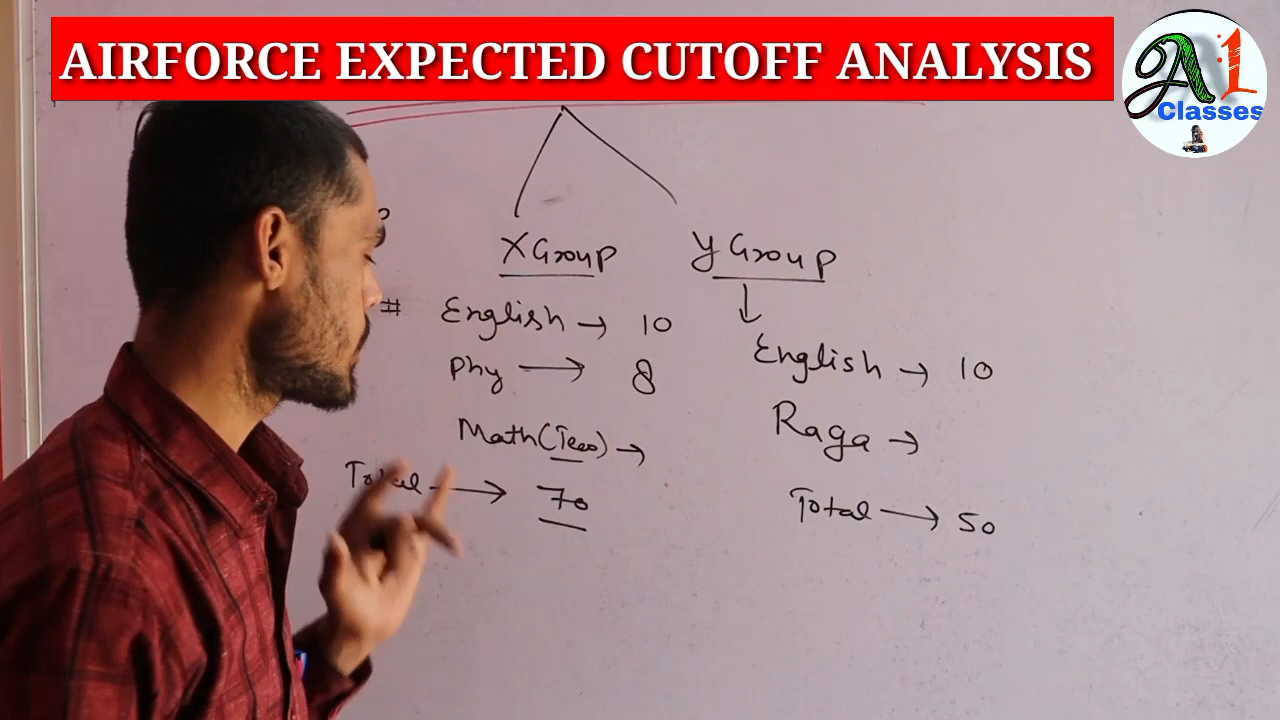 AIRFORCE EXPECTED CUTOFF ANALYSIS
A1
Classes
X Group
Y Group
# English → 10
Phy → 8
Math( ) →
Total → 70
English → 10
Raga →
Total → 50